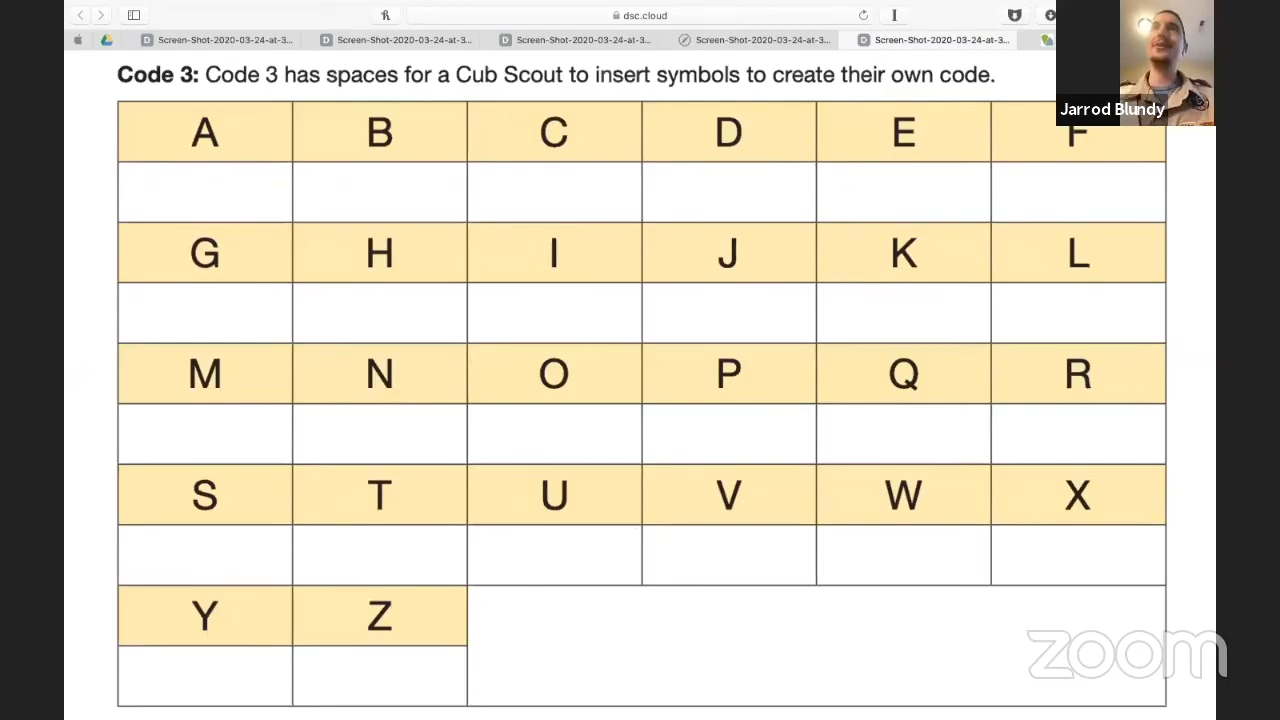 dsc.cloud
Screen-Shot-2020-03-24-at-3... Screen-Shot-2020-03-24-at-3... Screen-Shot-2020-03-24-at-3... Screen-Shot-2020-03-24-at-3... Screen-Shot-2020-03-24-at-3...
Code 3: Code 3 has spaces for a Cub Scout to insert symbols to create their own code.
Jarrod Blundy
A B C D E F
G H I J K L
M N O P Q R
S T U V W X
Y Z
zoom